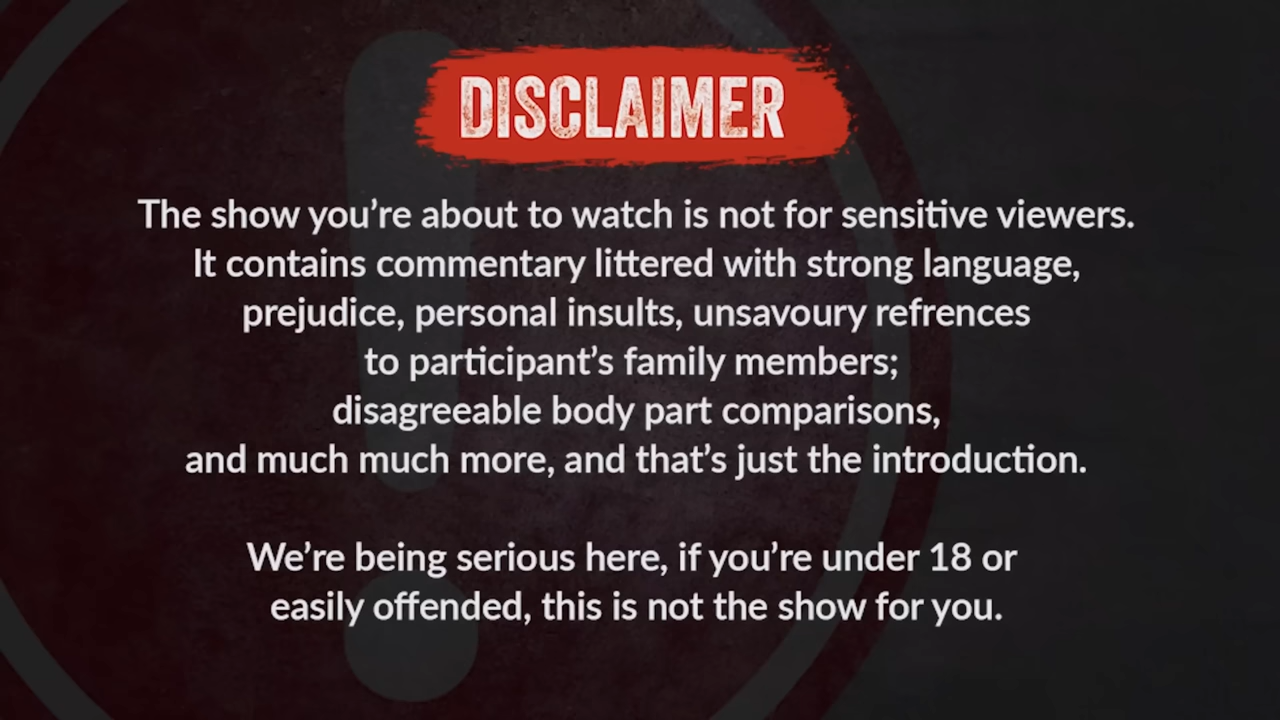 DISCLAIMER
The show you’re about to watch is not for sensitive viewers.
It contains commentary littered with strong language,
prejudice, personal insults, unsavoury refrences
to participant’s family members;
disagreeable body part comparisons,
and much much more, and that’s just the introduction.
We’re being serious here, if you’re under 18 or
easily offended, this is not the show for you.